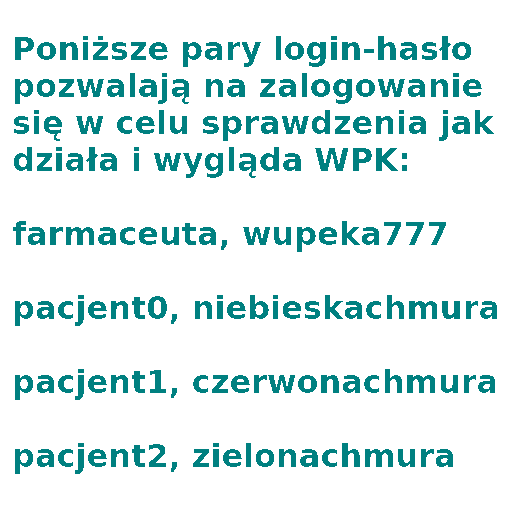 Poniższe pary login-hasło
pozwalają na zalogowanie
się w celu sprawdzenia jak
działa i wygląda WPK:
farmaceuta, wupeka777
pacjent0, niebieskachmura
pacjent1, czerwonachmura
pacjent2, zielonachmura